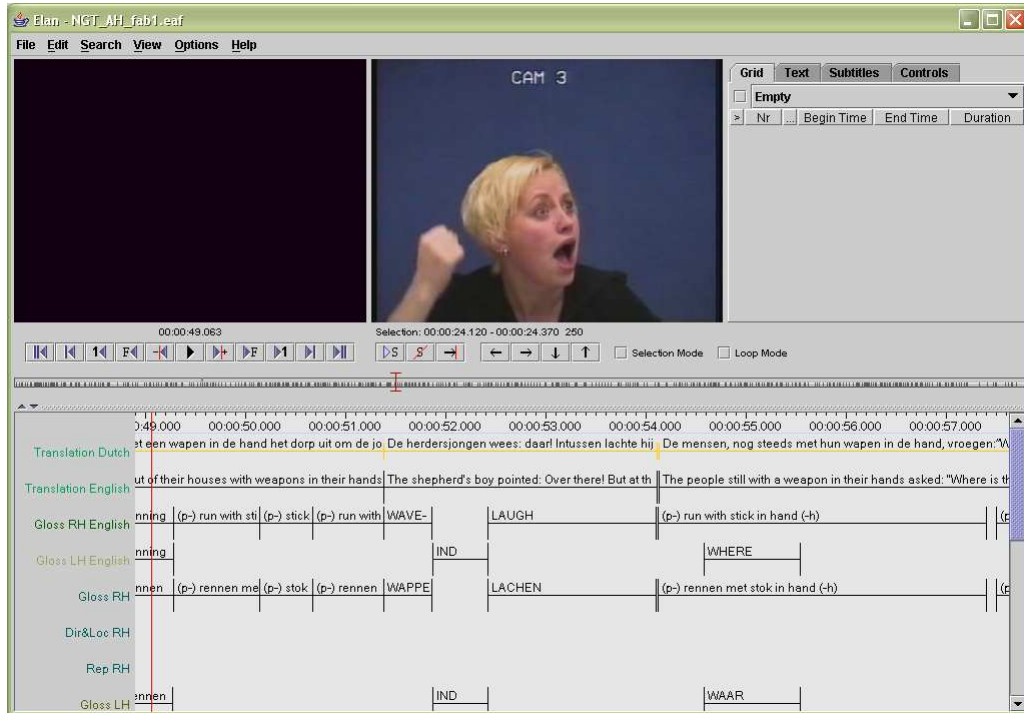 Elan - NGT_AH_fab1.eaf
File Edit Search View Options Help
CAM 3
Grid Text Subtitles Controls
Empty
> Nr ... Begin Time End Time Duration
00:00:49.063
Selection: 00:00:24.120 - 00:00:24.370 250
1 F F 1 S S Selection Mode Loop Mode
0:49.000 00:00:50.000 00:00:51.000 00:00:52.000 00:00:53.000 00:00:54.000 00:00:55.000 00:00:56.000 00:00:57.000
Translation Dutch et een wapen in de hand het dorp uit om de jo De herdersjongen wees: daar! Intussen lachte hij De mensen, nog steeds met hun wapen in de hand, vroegen:"W
Translation English ut of their houses with weapons in their hands The shepherd's boy pointed: Over there! But at th The people still with a weapon in their hands asked: "Where is th
Gloss RH English nning (p-) run with sti (p-) stick (p-) run with WAVE- LAUGH (p-) run with stick in hand (-h) (p
Gloss LH English nning IND WHERE
Gloss RH nnen (p-) rennen me (p-) stok (p-) rennen WAPPE LACHEN (p-) rennen met stok in hand (-h) (p
Dir&Loc RH
Rep RH
Gloss LH ennen IND WAAR